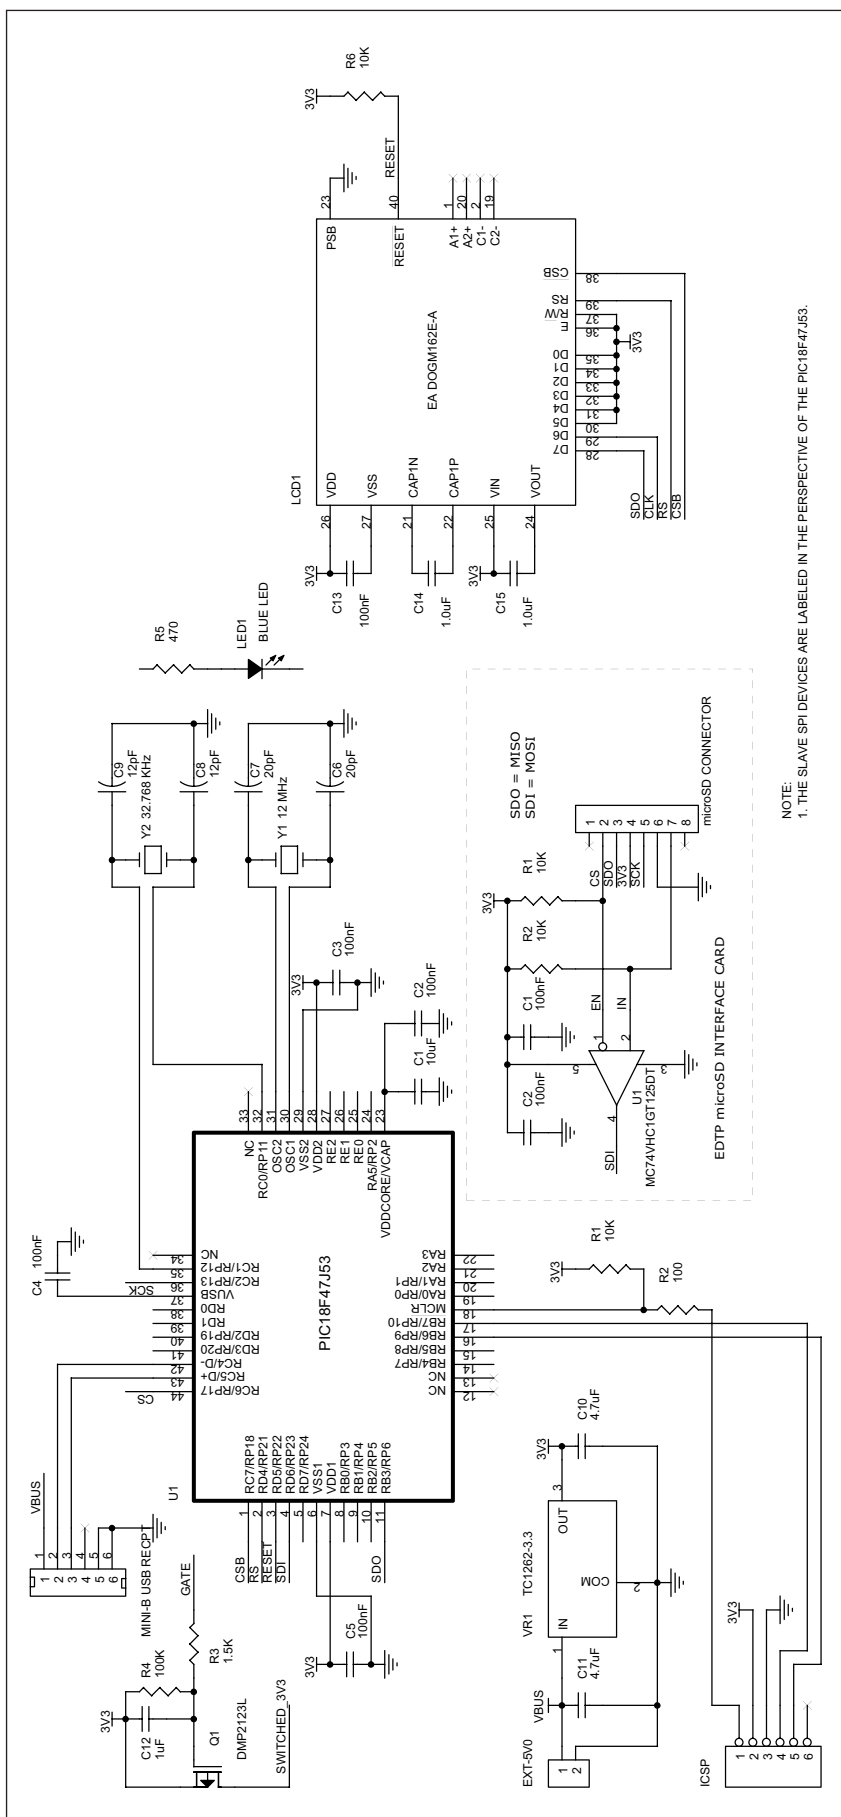 3V3
R6
10K
RESET
23
PSB
40
RESET
1
A1+
20
A2+
2
C1-
19
C2-
LCD1
EA DOGM162E-A
26
VDD
27
VSS
21
CAP1N
22
CAP1P
25
VIN
24
VOUT
3V3
C13
100nF
C14
1.0uF
3V3
C15
1.0uF
CSB
38
RS
39
R/W
37
E
36
3V3
D0
35
D1
34
D2
33
D3
32
D4
31
D5
30
D6
29
D7
28
SDO
CLK
RS
CSB
R5
470
LED1
BLUE LED
C9
12pF
Y2 32.768 KHz
C8
12pF
C7
20pF
Y1 12 MHz
C6
20pF
3V3
C3
100nF
C1
10uF
C2
100nF
33
NC
32
RC0/RP11
31
OSC2
30
OSC1
29
VSS2
28
VDD2
27
RE2
26
RE1
25
RE0
24
RA5/RP2
23
VDDCORE/VCAP
C4
100nF
NC
34
RC1/RP12
35
RC2/RP13
36
SCK
VUSB
37
RD0
38
RD1
39
RD2/RP19
40
RD3/RP20
41
RC4/D-
42
RC5/D+
43
RC6/RP17
44
CS
PIC18F47J53
U1
RA3
22
RA2
21
RA1/RP1
20
RA0/RP0
19
MCLR
18
RB7/RP10
17
RB6/RP9
16
RB5/RP8
15
RB4/RP7
14
NC
13
NC
12
CSB
1
RC7/RP18
RS
2
RD4/RP21
RESET
3
RD5/RP22
SDI
4
RD6/RP23
5
RD7/RP24
6
VSS1
7
VDD1
8
RB0/RP3
9
RB1/RP4
10
RB2/RP5
SDO
11
RB3/RP6
3V3
C5
100nF
VBUS
1
2
3
4
5
6
1
2
3
4
5
6
MINI-B USB RECPT
GATE
R3
1.5K
R4
100K
3V3
C12
1uF
Q1
DMP2123L
SWITCHED_3V3
3V3
R1
10K
R2
100
3V3
C10
4.7uF
3
OUT
TC1262-3.3
COM
2
VR1
IN
1
VBUS
C11
4.7uF
EXT-5V0
1
2
3V3
ICSP
1
2
3
4
5
6
SDO = MISO
SDI = MOSI
3V3
R1
10K
R2
10K
C1
100nF
C2
100nF
EN
IN
1
2
3
4
5
SDI
U1
MC74VHC1GT125DT
CS
SDO
3V3
SCK
1
2
3
4
5
6
7
8
microSD CONNECTOR
EDTP microSD INTERFACE CARD
NOTE:
1. THE SLAVE SPI DEVICES ARE LABELED IN THE PERSPECTIVE OF THE PIC18F47J53.